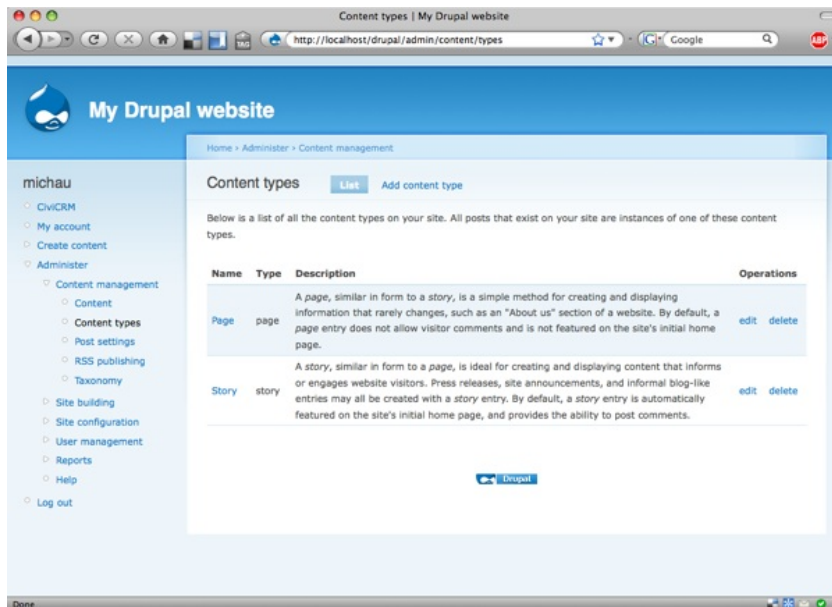 Content types | My Drupal website
http://localhost/drupal/admin/content/types
Google
ABP
TAG
My Drupal website
Home › Administer › Content management
michau
CiviCRM
My account
Create content
Administer
Content management
Content
Content types
Post settings
RSS publishing
Taxonomy
Site building
Site configuration
User management
Reports
Help
Log out
Content types
List
Add content type
Below is a list of all the content types on your site. All posts that exist on your site are instances of one of these content
types.
Name Type Description Operations
A page, similar in form to a story, is a simple method for creating and displaying
information that rarely changes, such as an "About us" section of a website. By default, a
Page page edit delete
page entry does not allow visitor comments and is not featured on the site's initial home
page.
A story, similar in form to a page, is ideal for creating and displaying content that informs
or engages website visitors. Press releases, site announcements, and informal blog-like
Story story edit delete
entries may all be created with a story entry. By default, a story entry is automatically
featured on the site's initial home page, and provides the ability to post comments.
Drupal
Done